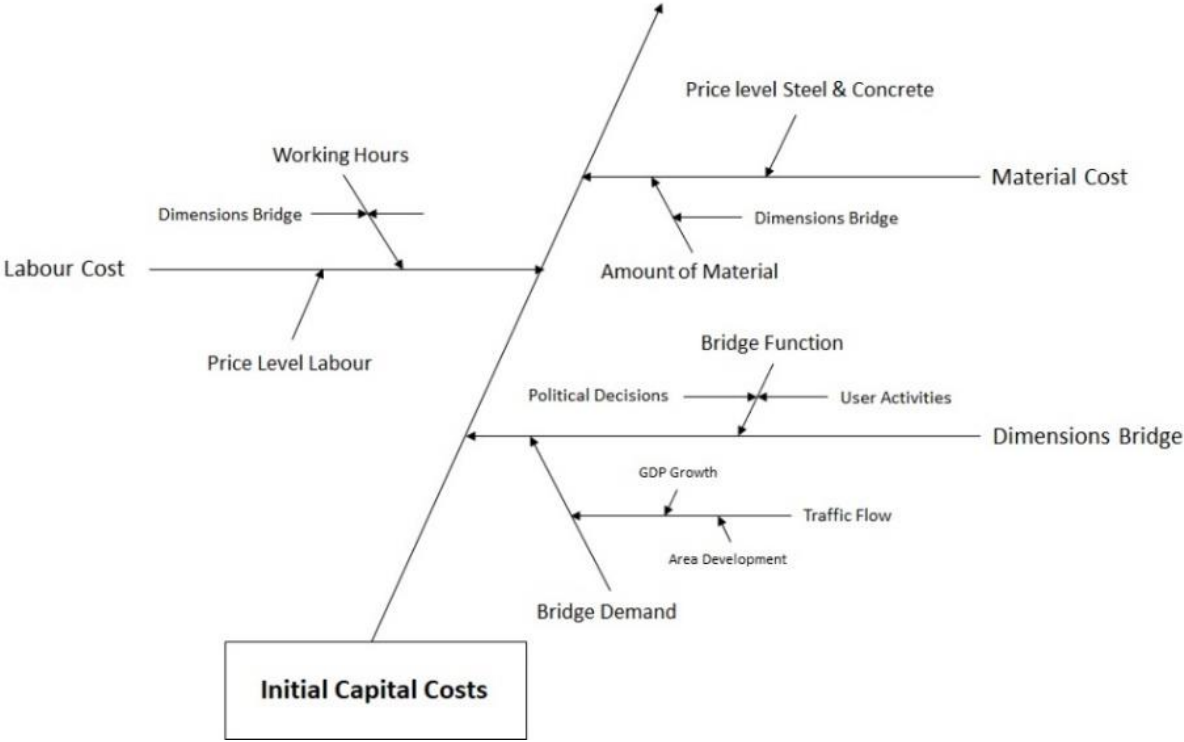 Price level Steel & Concrete
Working Hours
Material Cost
Dimensions Bridge
Dimensions Bridge
Labour Cost
Amount of Material
Bridge Function
Price Level Labour
Political Decisions
User Activities
Dimensions Bridge
GDP Growth
Traffic Flow
Area Development
Bridge Demand
Initial Capital Costs